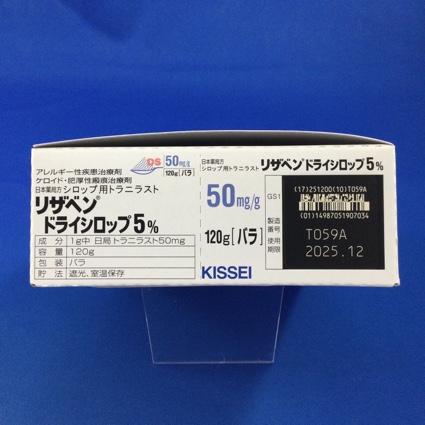 アレルギー性疾患治療剤
ケロイド・肥厚性瘢痕治療剤
日本薬局方 シロップ用トラニラスト
リザベン®
ドライシロップ5%
DS
50mg/g
120g[バラ]
成分 1g中 日局トラニラスト50mg
容量 120g
包装 バラ
貯法 遮光、室温保存
日本薬局方
シロップ用トラニラスト
50mg/g
120g[バラ]
KISSEI
リザベン®ドライシロップ5%
GS1
(17)251200(10)T059A
(01)14987051907034
製造番号 T059A
使用期限 2025.12